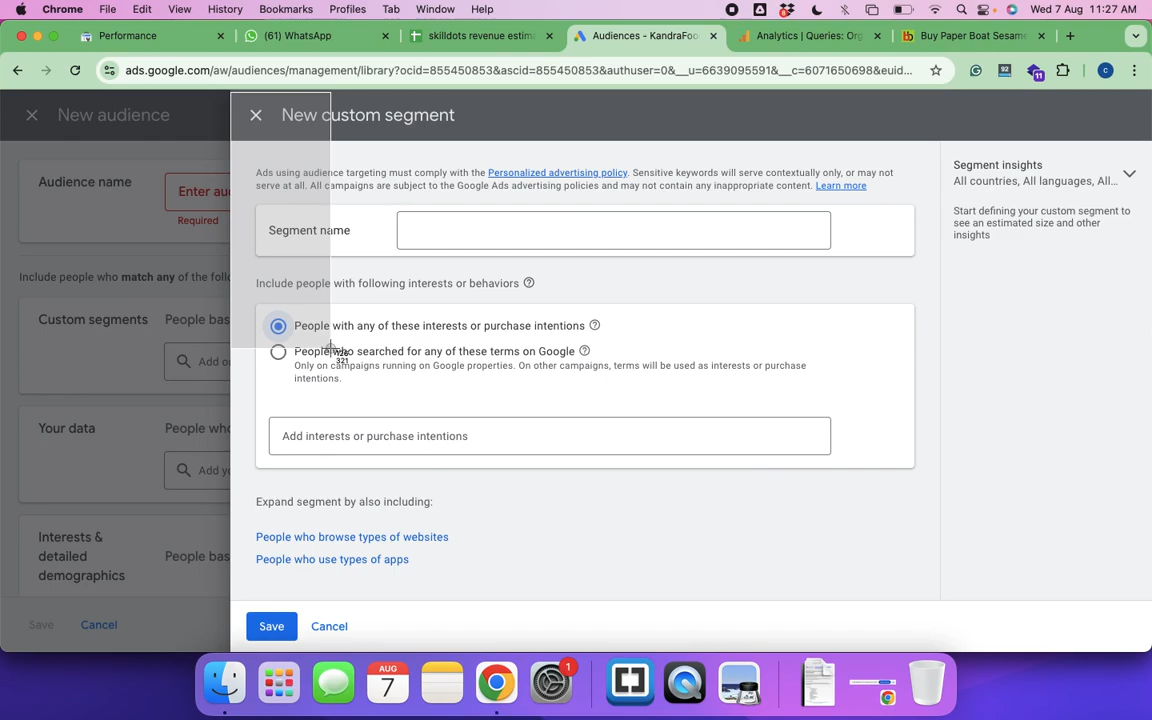 Chrome File Edit View History Bookmarks Profiles Tab Window Help Wed 7 Aug 11:27 AM
Performance
(61) WhatsApp
skilldots revenue estim
Audiences - KandraFoo
Analytics | Queries: Org
Buy Paper Boat Sesame
ads.google.com/aw/audiences/management/library?ocid=855450853&ascid=855450853&authuser=0&__u=6639095591&__c=6071650698&euid...
92
11
C
New audience
New custom segment
Audience name
Enter au
Required
Include people who match any of the foll
Custom segments
People bas
Add o
Your data
People who
Add yo
Interests &
detailed
demographics
People bas
Save
Cancel
Ads using audience targeting must comply with the Personalized advertising policy. Sensitive keywords will serve contextually only, or may not
serve at all. All campaigns are subject to the Google Ads advertising policies and may not contain any inappropriate content. Learn more
Segment name
Include people with following interests or behaviors
People with any of these interests or purchase intentions
People who searched for any of these terms on Google
126
321
Only on campaigns running on Google properties. On other campaigns, terms will be used as interests or purchase
intentions.
Add interests or purchase intentions
Expand segment by also including:
People who browse types of websites
People who use types of apps
Save
Cancel
Segment insights
All countries, All languages, All...
Start defining your custom segment to
see an estimated size and other
insights
AUG
7
1